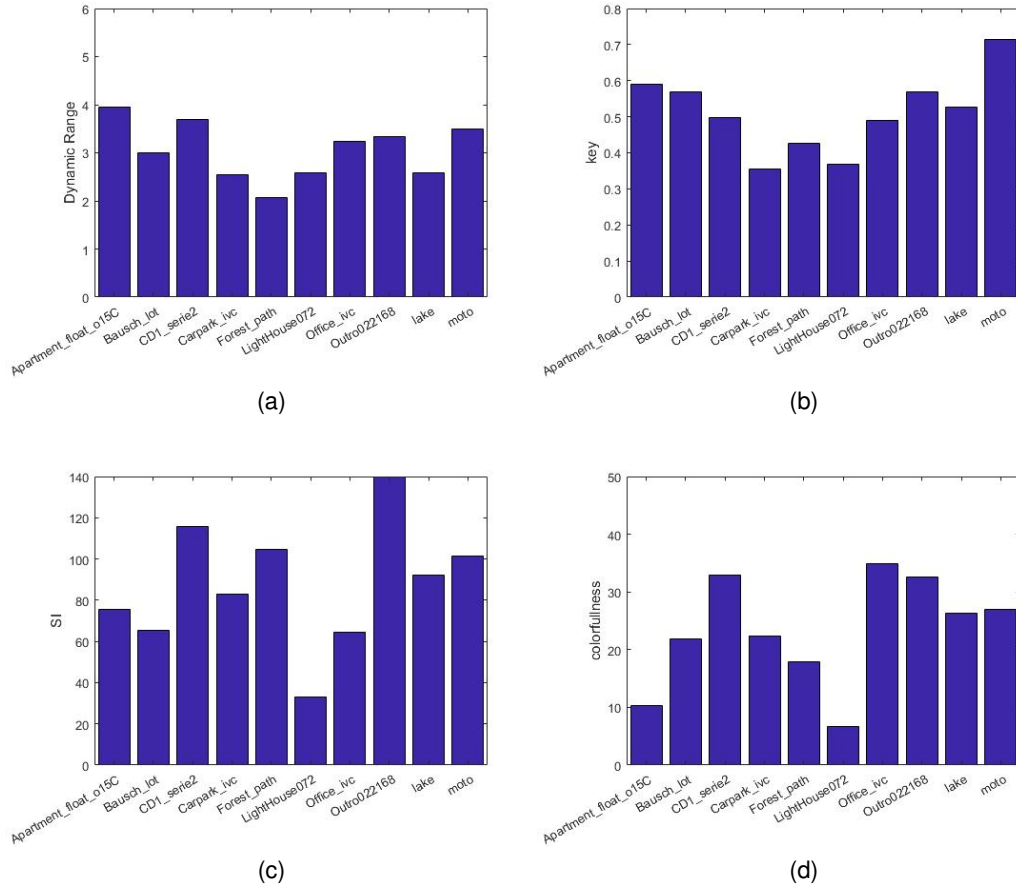 6
5
4
3
2
1
0
Dynamic Range
Apartment_float_o15C
Bausch_lot
CD1_serie2
Carpark_ivc
Forest_path
LightHouse072
Office_ivc
Outro022168
lake
moto
(a)
0.8
0.7
0.6
0.5
0.4
0.3
0.2
0.1
0
key
Apartment_float_o15C
Bausch_lot
CD1_serie2
Carpark_ivc
Forest_path
LightHouse072
Office_ivc
Outro022168
lake
moto
(b)
140
120
100
80
60
40
20
0
SI
Apartment_float_o15C
Bausch_lot
CD1_serie2
Carpark_ivc
Forest_path
LightHouse072
Office_ivc
Outro022168
lake
moto
(c)
50
40
30
20
10
0
colorfullness
Apartment_float_o15C
Bausch_lot
CD1_serie2
Carpark_ivc
Forest_path
LightHouse072
Office_ivc
Outro022168
lake
moto
(d)